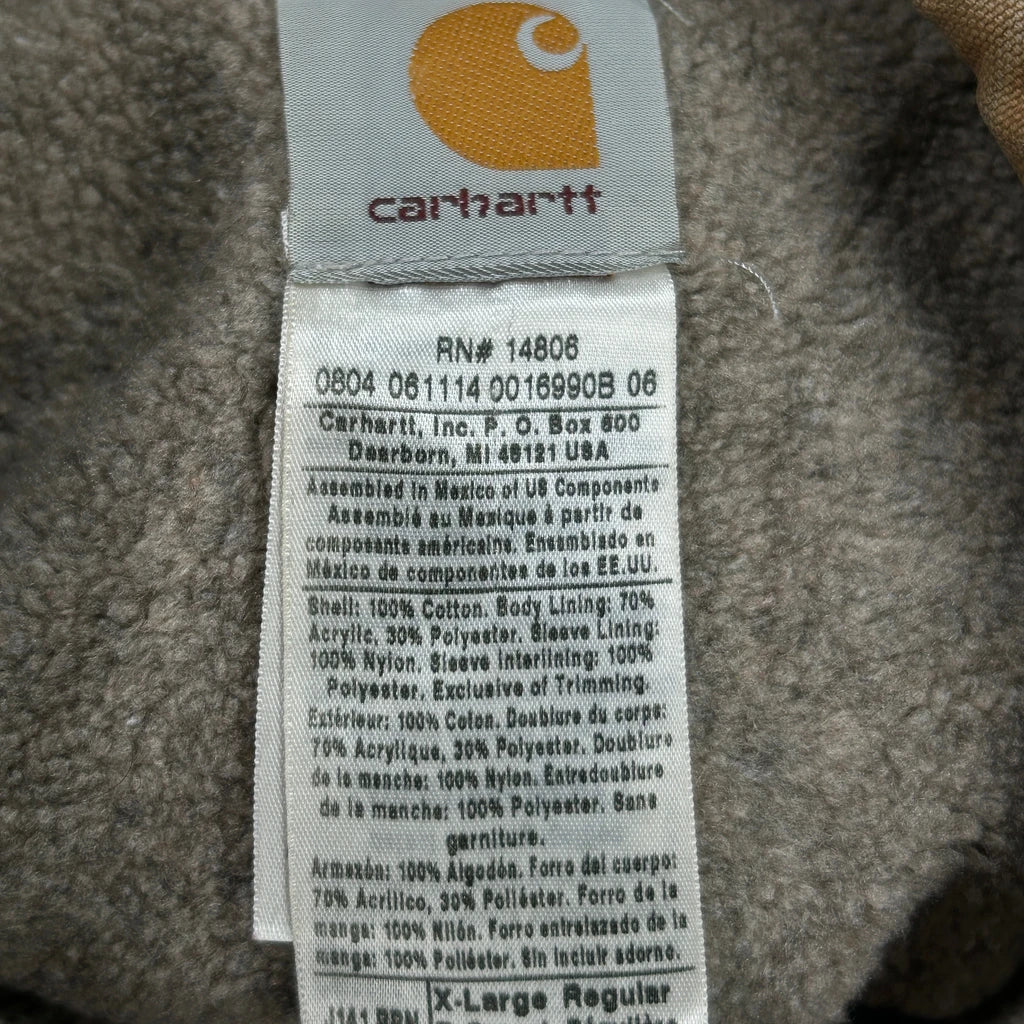 carhartt
RN# 14806
0804 061114 0016990B 06
Carhartt, Inc. P. O. Box 600
Dearborn, MI 48121 USA
Assembled in Mexico of US Components
Assemblé au Mexique à partir de
composants américains. Ensamblado en
México de componentes de los EE.UU.
Shell: 100% Cotton. Body Lining: 70%
Acrylic, 30% Polyester. Sleeve Lining:
100% Nylon. Sleeve Interlining: 100%
Polyester. Exclusive of Trimming.
Extérieur: 100% Coton. Doublure du corps:
70% Acrylique, 30% Polyester. Doublure
de la manche: 100% Nylon. Entredoublure
de la manche: 100% Polyester. Sans
garniture.
Armazón: 100% Algodón. Forro del cuerpo:
70% Acrílico, 30% Poliéster. Forro de la
manga: 100% Nilón. Forro entrelazado de la
manga: 100% Poliéster. Sin incluir adorno.
J141 BRN
X-Large Regular